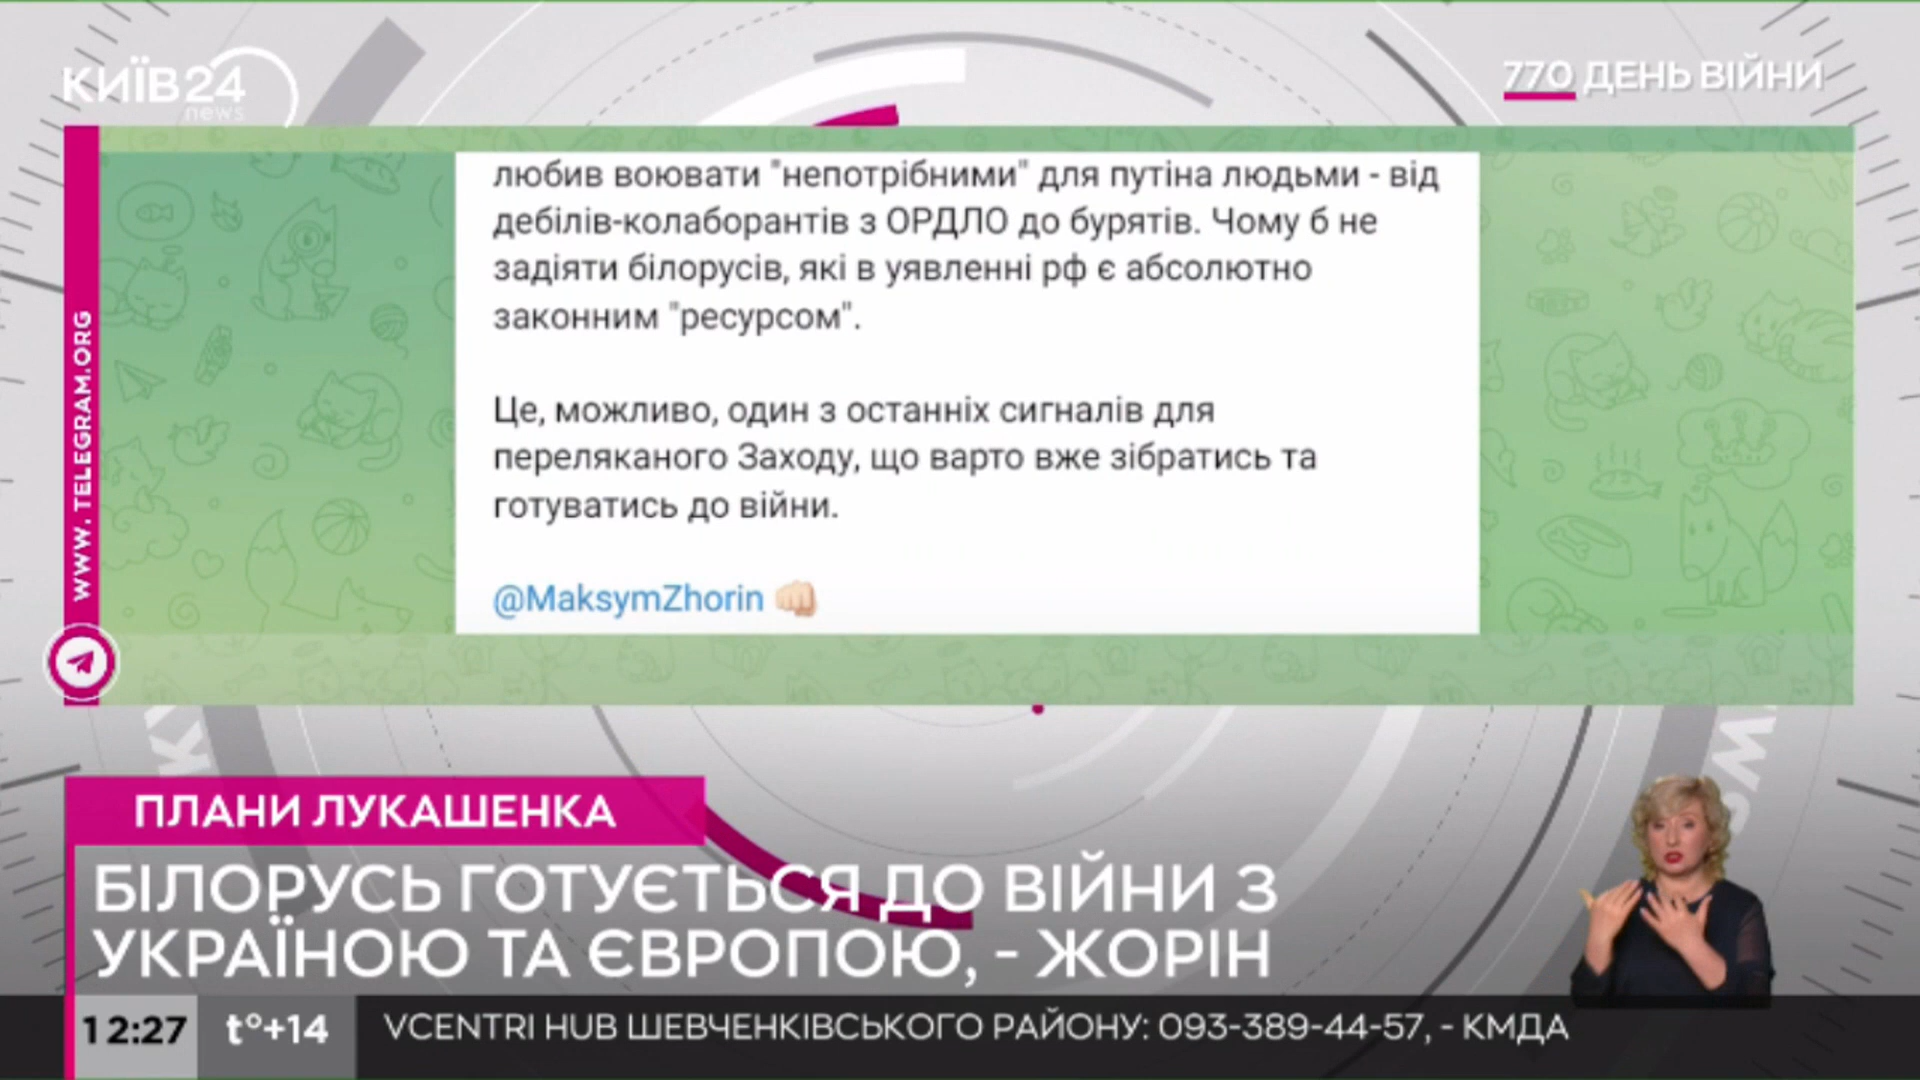 КИЇВ24
news
770 ДЕНЬ ВІЙНИ
любив воювати "непотрібними" для путіна людьми - від
дебілів-колаборантів з ОРДЛО до бурятів. Чому б не
задіяти білорусів, які в уявленні рф є абсолютно
законним "ресурсом".
Це, можливо, один з останніх сигналів для
переляканого Заходу, що варто вже зібратись та
готуватись до війни.
@MaksymZhorin 👊🏻
WWW. TELEGRAM.ORG
ПЛАНИ ЛУКАШЕНКА
БІЛОРУСЬ ГОТУЄТЬСЯ ДО ВІЙНИ З
УКРАЇНОЮ ТА ЄВРОПОЮ, - ЖОРІН
12:27 t°+14 VCENTRI HUB ШЕВЧЕНКІВСЬКОГО РАЙОНУ: 093-389-44-57, - КМДА